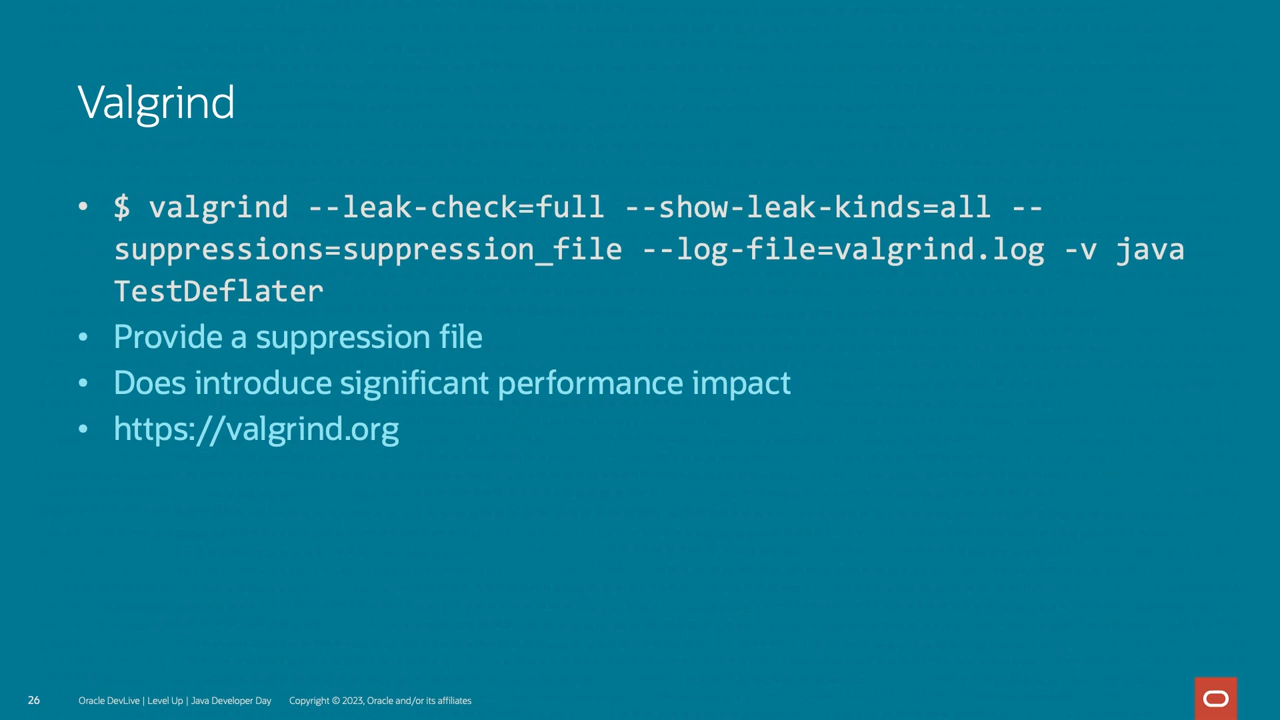 Valgrind
• $ valgrind --leak-check=full --show-leak-kinds=all --
suppressions=suppression_file --log-file=valgrind.log -v java
TestDeflater
• Provide a suppression file
• Does introduce significant performance impact
• https://valgrind.org
26 Oracle DevLive | Level Up | Java Developer Day Copyright © 2023, Oracle and/or its affiliates